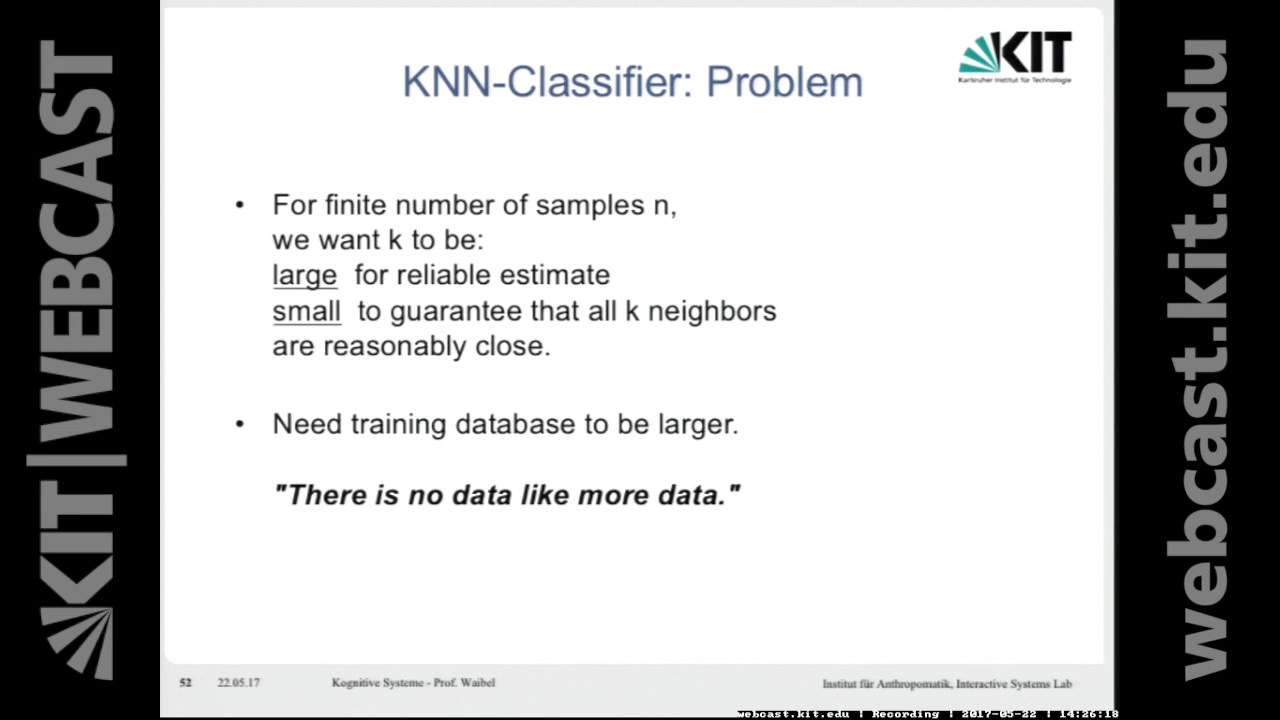 KIT | WEBCAST
KIT
Karlsruher Institut für Technologie
KNN-Classifier: Problem
• For finite number of samples n,
we want k to be:
large for reliable estimate
small to guarantee that all k neighbors
are reasonably close.
• Need training database to be larger.
"There is no data like more data."
52 22.05.17 Kognitive Systeme - Prof. Waibel Institut für Anthropomatik, Interactive Systems Lab
webcast.kit.edu | Recording | 2017-05-22 | 14:26:18
webcast.kit.edu